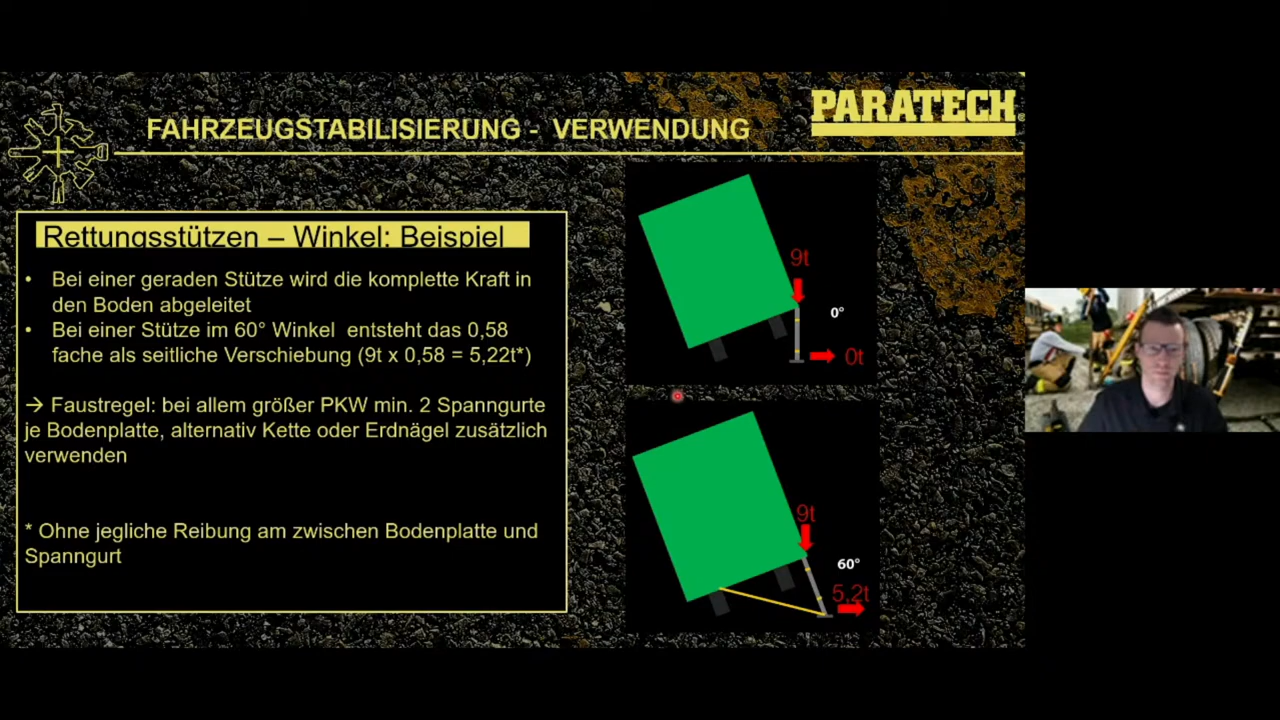 FAHRZEUGSTABILISIERUNG - VERWENDUNG
PARATECH®
Rettungsstützen – Winkel: Beispiel
• Bei einer geraden Stütze wird die komplette Kraft in
den Boden abgeleitet
• Bei einer Stütze im 60° Winkel entsteht das 0,58
fache als seitliche Verschiebung (9t x 0,58 = 5,22t*)
→ Faustregel: bei allem größer PKW min. 2 Spanngurte
je Bodenplatte, alternativ Kette oder Erdnägel zusätzlich
verwenden
* Ohne jegliche Reibung am zwischen Bodenplatte und
Spanngurt
9t
0°
0t
9t
60°
5,2t